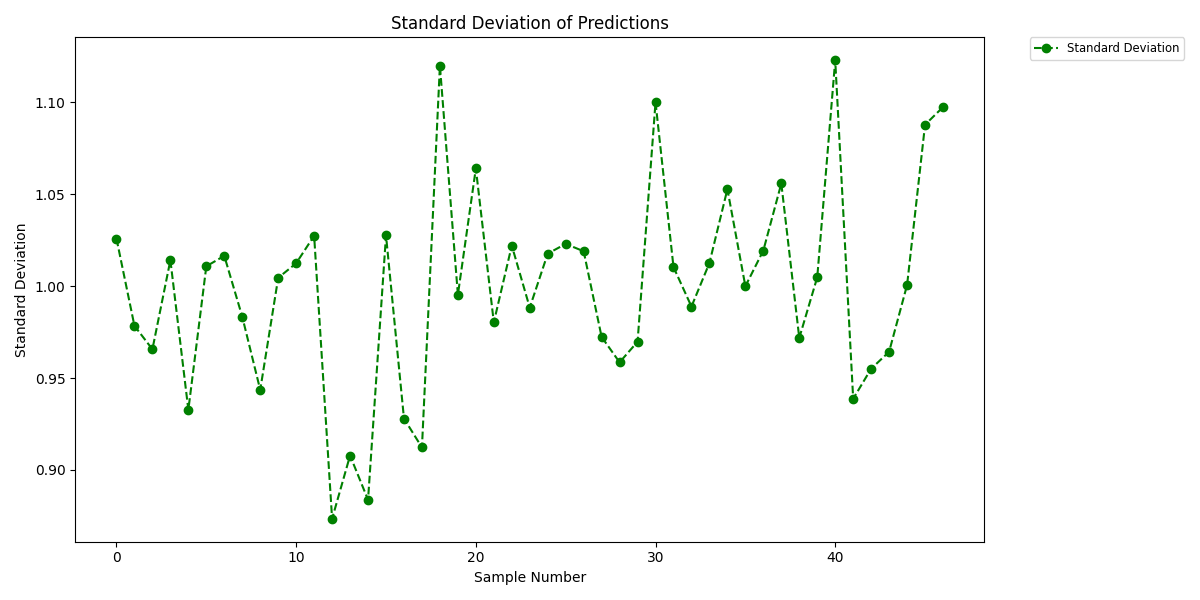 Standard Deviation of Predictions
Standard Deviation
1.10
1.05
1.00
0.95
0.90
Standard Deviation
0
10
20
30
40
Sample Number